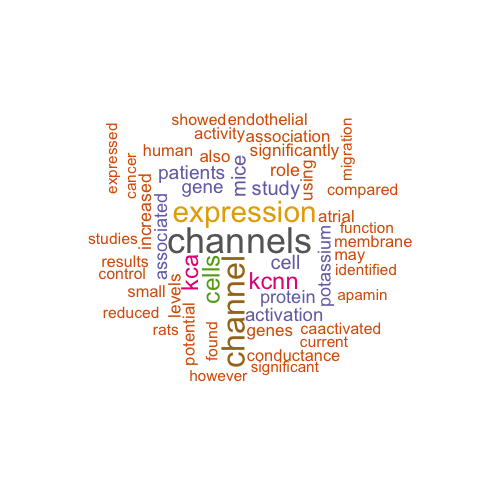 showed endothelial
activity association
migration
expressed
human also significantly
cancer
patients mice role using
gene study compared
increased
associated
expression atrial
function
studies channels membrane
potassium
may
results kca cells channel cell identified
control kcnn
small levels protein apamin
reduced potential activation
rats found genes caactivated
current
conductance
significant
however